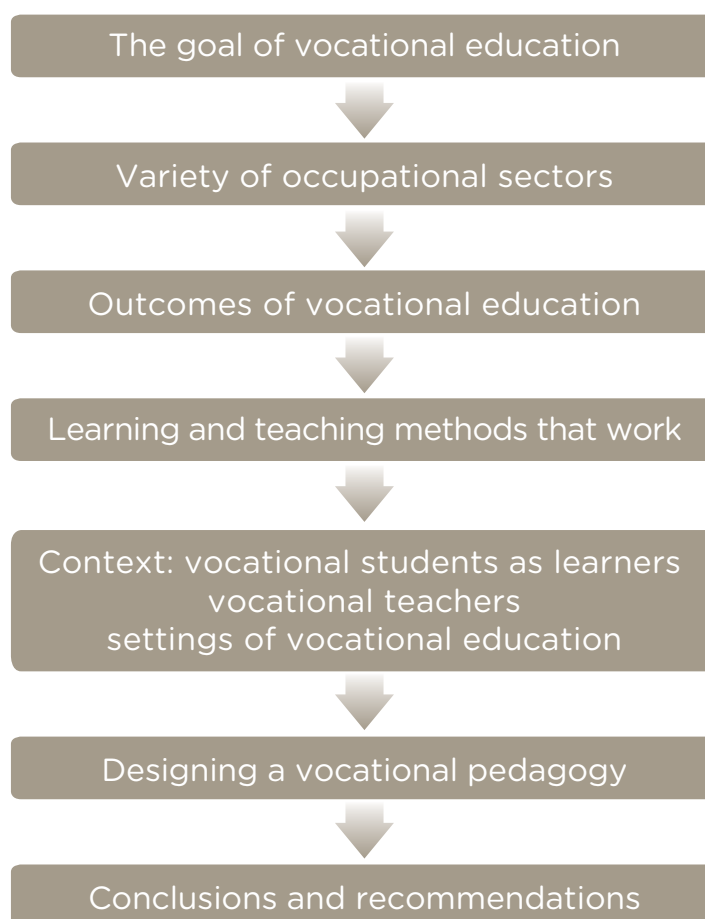 The goal of vocational education
Variety of occupational sectors
Outcomes of vocational education
Learning and teaching methods that work
Context: vocational students as learners
vocational teachers
settings of vocational education
Designing a vocational pedagogy
Conclusions and recommendations